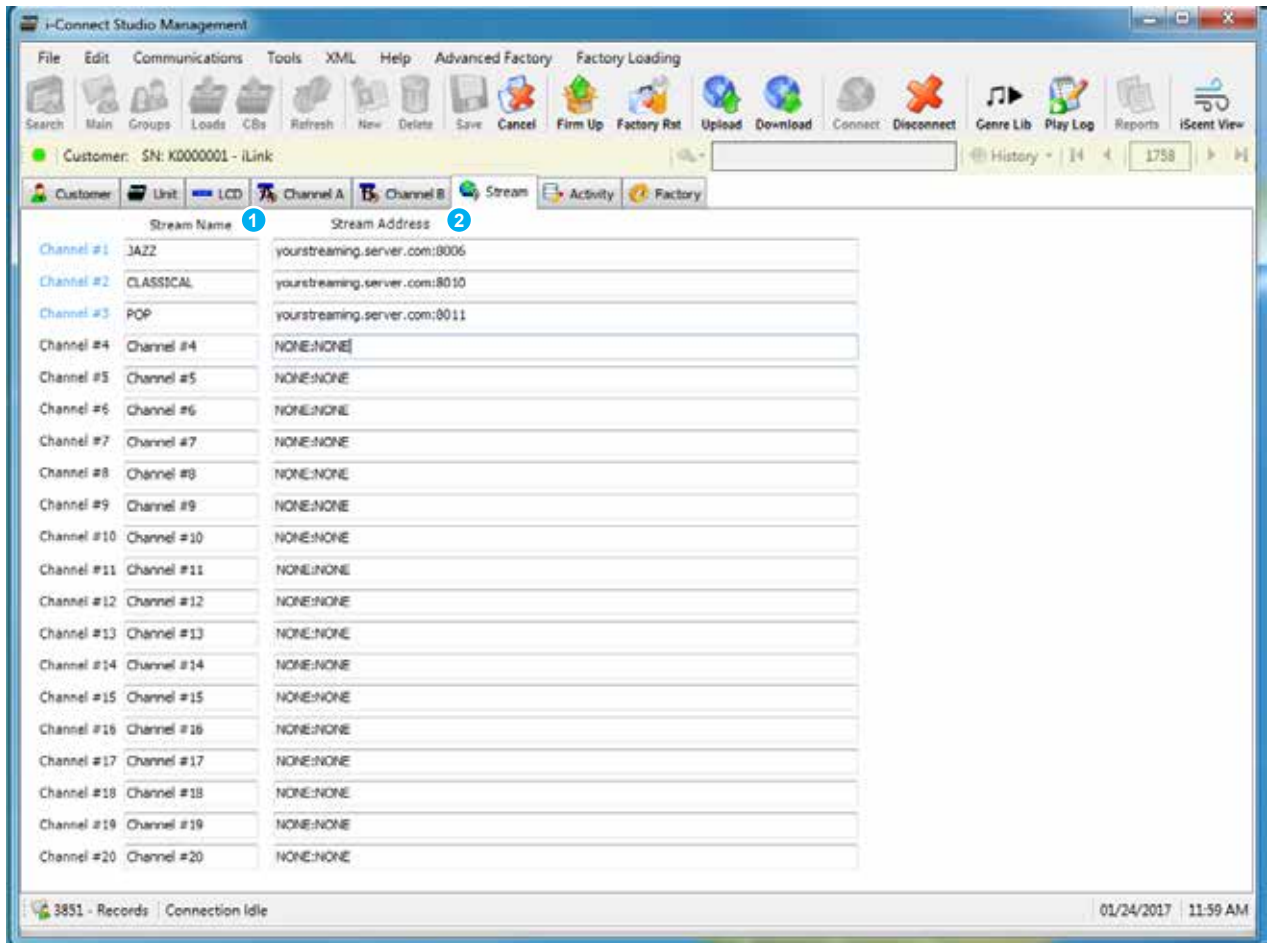 i-Connect Studio Management
File Edit Communications Tools XML Help Advanced Factory Factory Loading
Search Main Groups Loads CBs Refresh New Delete Save Cancel Firm Up Factory Rst Upload Download Connect Disconnect Genre Lib Play Log Reports iScent View
Customer: SN: K0000001 - iLink History 1758
Customer Unit LCD Channel A Channel B Stream Activity Factory
Stream Name 1 Stream Address 2
Channel #1 JAZZ yourstreaming.server.com:8006
Channel #2 CLASSICAL yourstreaming.server.com:8010
Channel #3 POP yourstreaming.server.com:8011
Channel #4 Channel #4 NONE:NONE
Channel #5 Channel #5 NONE:NONE
Channel #6 Channel #6 NONE:NONE
Channel #7 Channel #7 NONE:NONE
Channel #8 Channel #8 NONE:NONE
Channel #9 Channel #9 NONE:NONE
Channel #10 Channel #10 NONE:NONE
Channel #11 Channel #11 NONE:NONE
Channel #12 Channel #12 NONE:NONE
Channel #13 Channel #13 NONE:NONE
Channel #14 Channel #14 NONE:NONE
Channel #15 Channel #15 NONE:NONE
Channel #16 Channel #16 NONE:NONE
Channel #17 Channel #17 NONE:NONE
Channel #18 Channel #18 NONE:NONE
Channel #19 Channel #19 NONE:NONE
Channel #20 Channel #20 NONE:NONE
3851 - Records Connection Idle 01/24/2017 11:59 AM